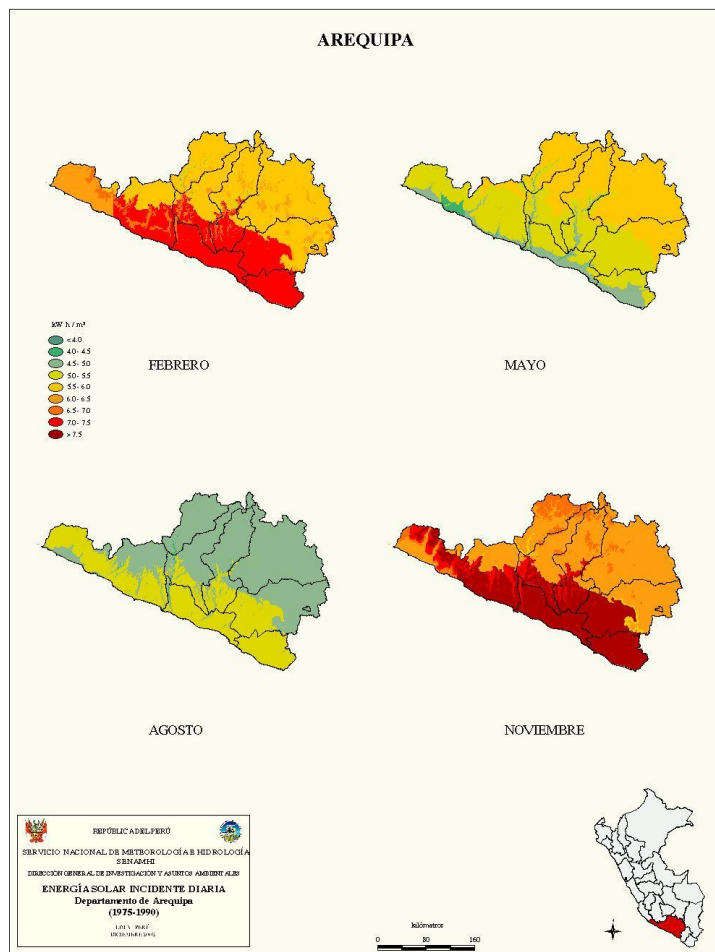 AREQUIPA
kW h / m²
< 4.0
4.0- 4.5
4.5- 5.0
5.0- 5.5
5.5- 6.0
6.0- 6.5
6.5- 7.0
7.0- 7.5
> 7.5
FEBRERO
MAYO
AGOSTO
NOVIEMBRE
REPÚBLICA DEL PERÚ
SERVICIO NACIONAL DE METEOROLOGÍA E HIDROLOGÍA
SENAMHI
DIRECCIÓN GENERAL DE INVESTIGACIÓN Y ASUNTOS AMBIENTALES
ENERGÍA SOLAR INCIDENTE DIARIA
Departamento de Arequipa
(1975-1990)
LIMA - PERÚ
kilómetros
0 80 160